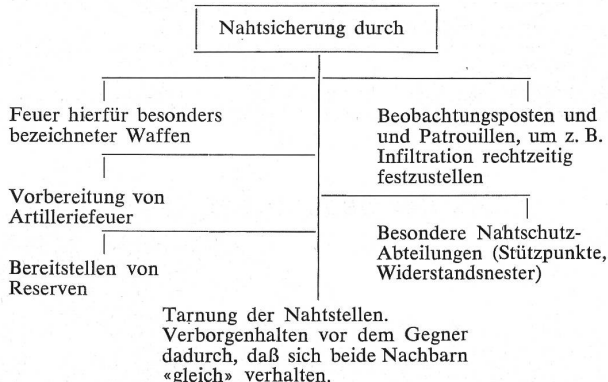 Nahtsicherung durch
Feuer hierfür besonders
bezeichneter Waffen
Vorbereitung von
Artilleriefeuer
Bereitstellen von
Reserven
Beobachtungsposten und
und Patrouillen, um z. B.
Infiltration rechtzeitig
festzustellen
Besondere Nahtschutz-
Abteilungen (Stützpunkte,
Widerstandsnester)
Tarnung der Nahtstellen.
Verborgenhalten vor dem Gegner
dadurch, daß sich beide Nachbarn
«gleich» verhalten.